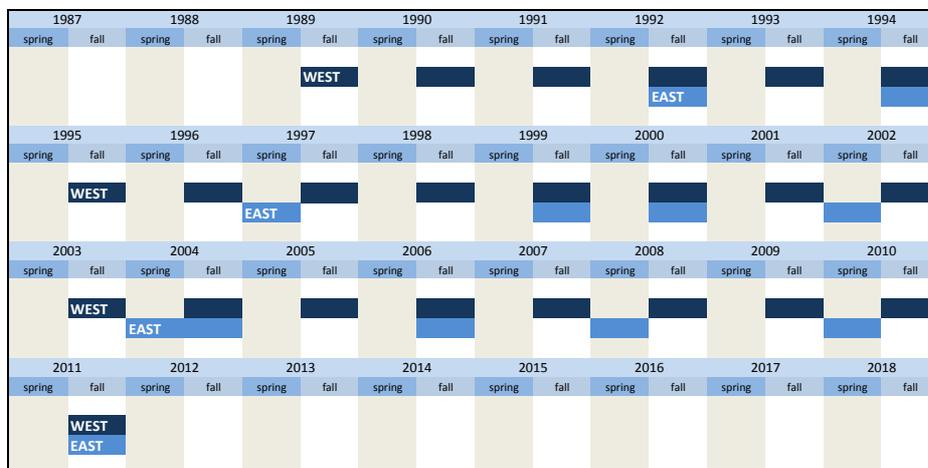 1987 1988 1989 1990 1991 1992 1993 1994
spring fall spring fall spring fall spring fall spring fall spring fall spring fall spring fall
WEST
EAST
1995 1996 1997 1998 1999 2000 2001 2002
spring fall spring fall spring fall spring fall spring fall spring fall spring fall spring fall
WEST
EAST
2003 2004 2005 2006 2007 2008 2009 2010
spring fall spring fall spring fall spring fall spring fall spring fall spring fall spring fall
WEST
EAST
2011 2012 2013 2014 2015 2016 2017 2018
spring fall spring fall spring fall spring fall spring fall spring fall spring fall spring fall
WEST
EAST